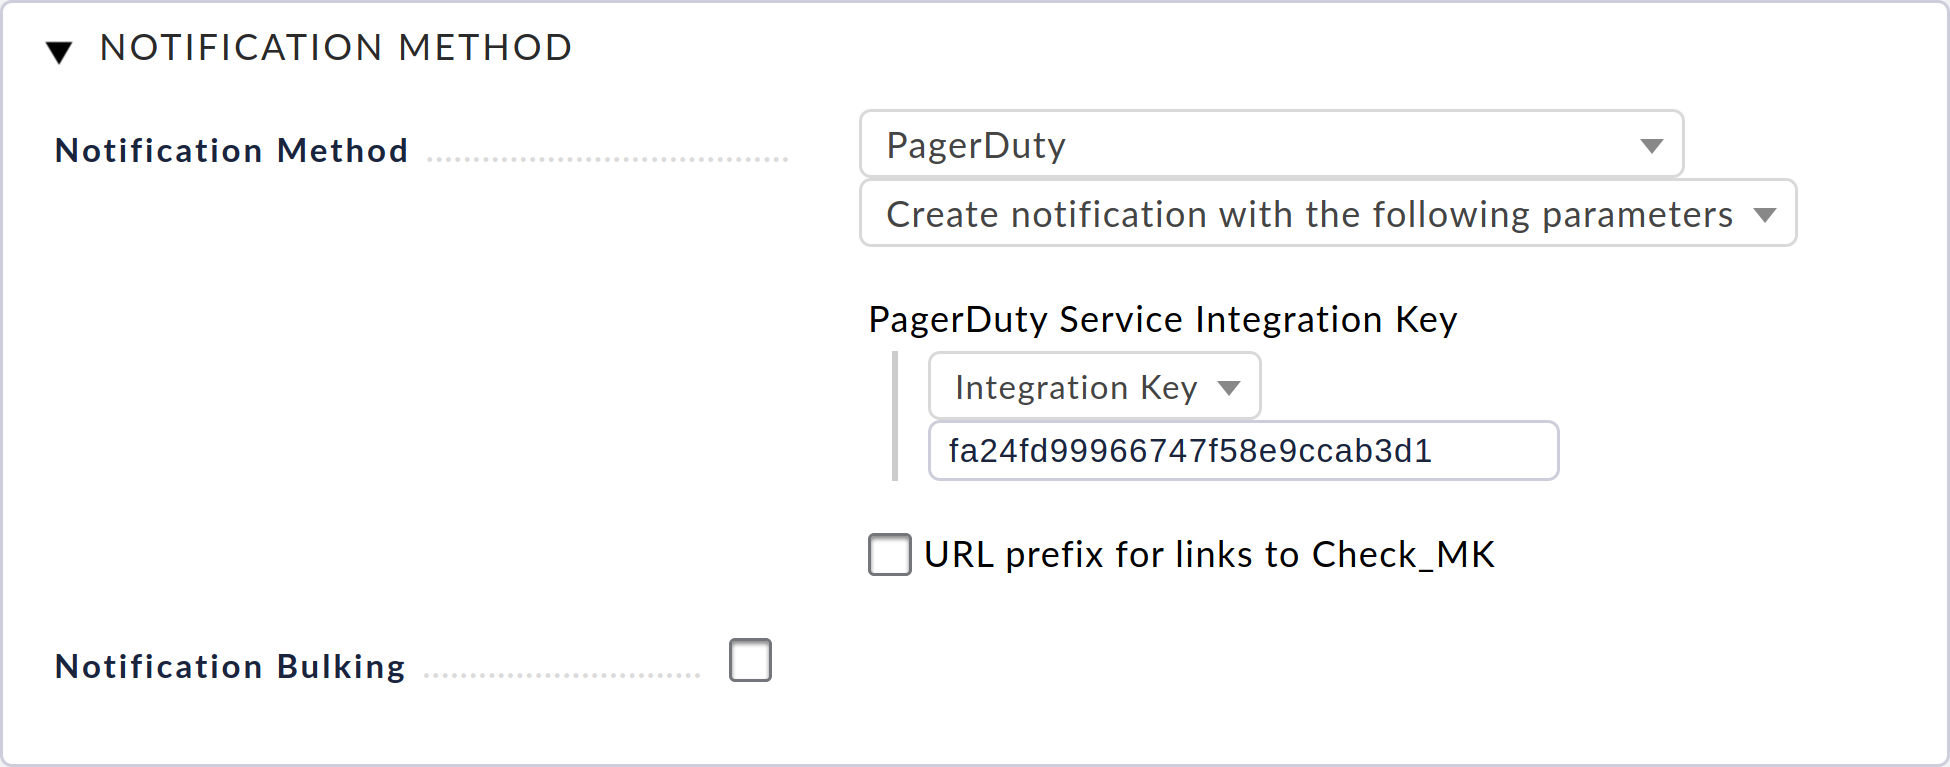 NOTIFICATION METHOD
Notification Method
PagerDuty
Create notification with the following parameters
PagerDuty Service Integration Key
Integration Key
fa24fd99966747f58e9ccab3d1
URL prefix for links to Check_MK
Notification Bulking